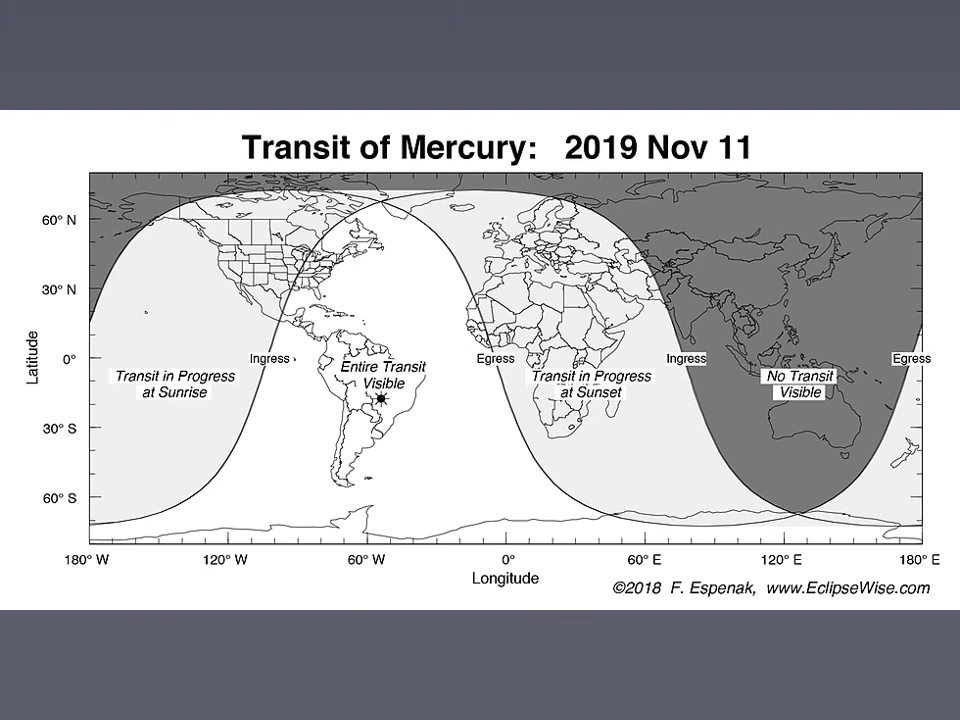 Transit of Mercury: 2019 Nov 11
60° N
30° N
0°
30° S
60° S
Latitude
Ingress
Egress
Ingress
Egress
Transit in Progress
at Sunrise
Entire Transit
Visible
Transit in Progress
at Sunset
No Transit
Visible
180° W
120° W
60° W
0°
60° E
120° E
180° E
Longitude
©2018 F. Espenak, www.EclipseWise.com